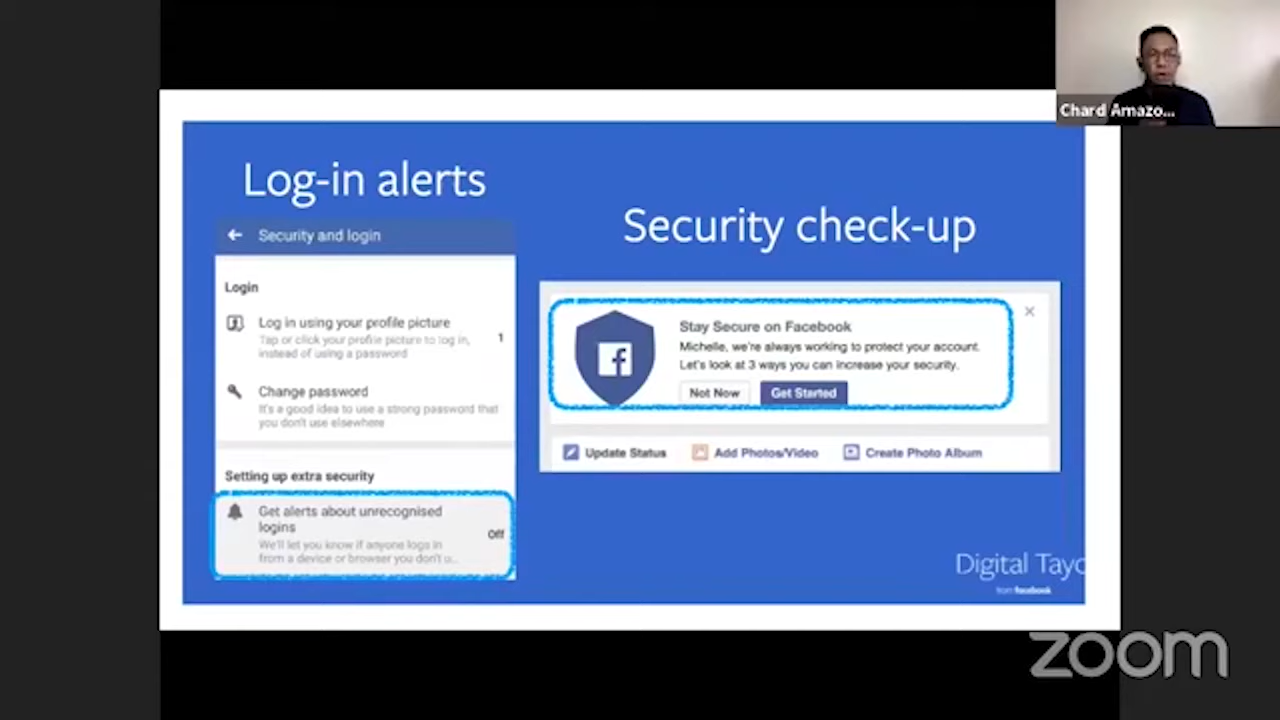 Chard Amazo...
Log-in alerts
Security and login
Login
Log in using your profile picture
Tap or click your profile picture to log in,
instead of using a password
1
Change password
It's a good idea to use a strong password that
you don't use elsewhere
Setting up extra security
Get alerts about unrecognised
logins
Off
We'll let you know if anyone logs in
from a device or browser you don't u...
Security check-up
Stay Secure on Facebook
Michelle, we're always working to protect your account.
Let's look at 3 ways you can increase your security.
Not Now Get Started
Update Status Add Photos/Video Create Photo Album
Digital Tayo
from facebook
zoom